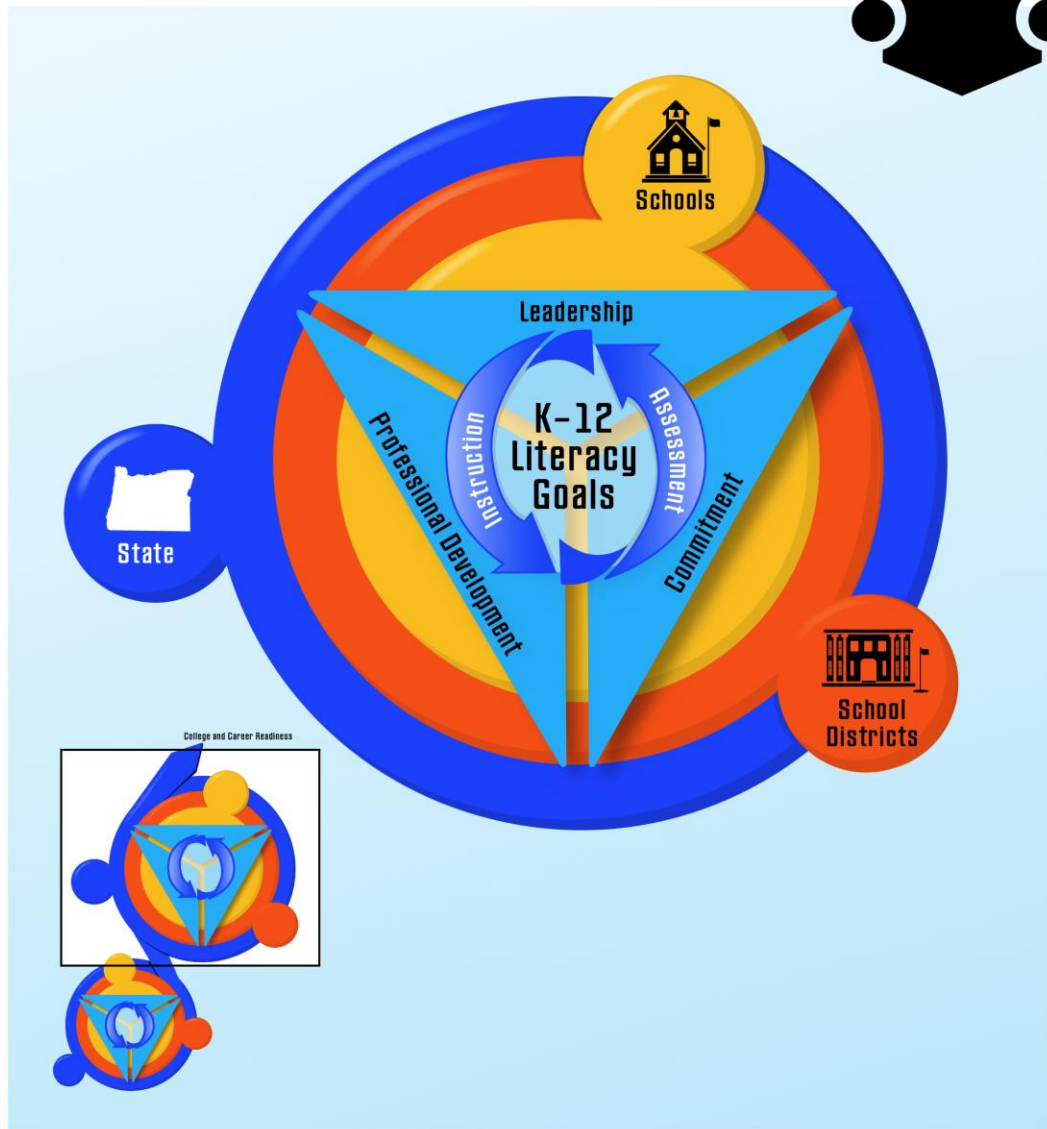 Schools
Leadership
K-12
Literacy
Goals
Instruction
Assessment
Professional Development
Commitment
State
School
Districts
College and Career Readiness